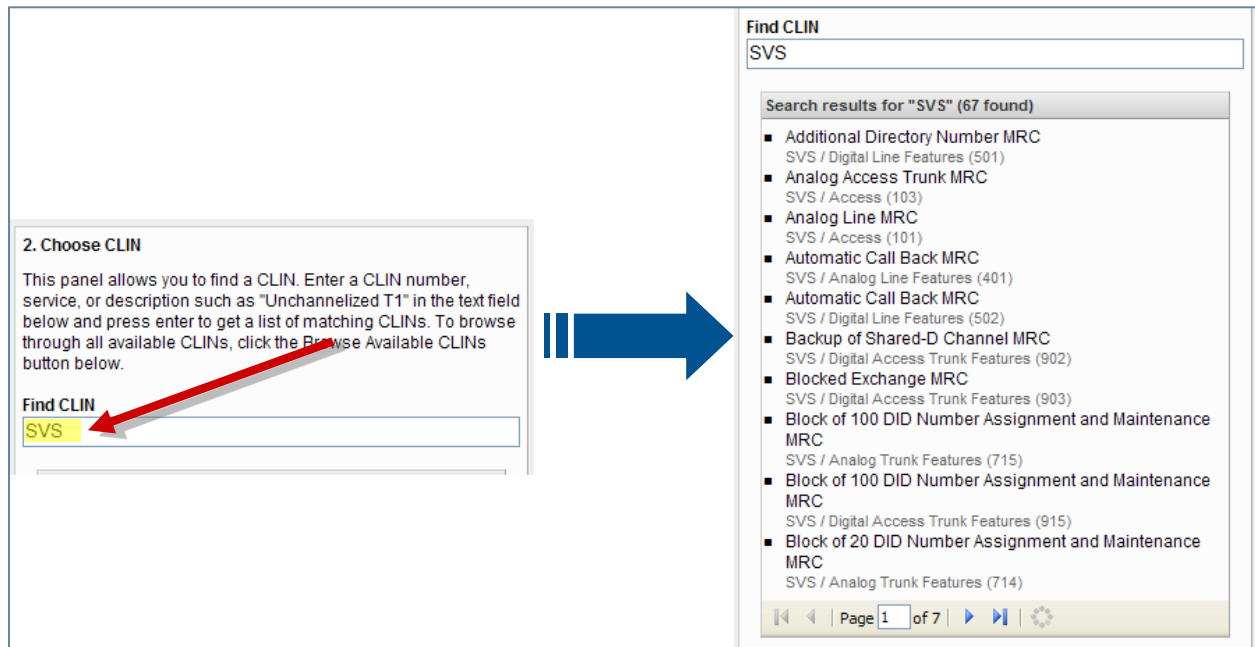 2. Choose CLIN
This panel allows you to find a CLIN. Enter a CLIN number,
service, or description such as "Unchannelized T1" in the text field
below and press enter to get a list of matching CLINs. To browse
through all available CLINs, click the Browse Available CLINs
button below.
Find CLIN
SVS
Find CLIN
SVS
Search results for "SVS" (67 found)
Additional Directory Number MRC
SVS / Digital Line Features (501)
Analog Access Trunk MRC
SVS / Access (103)
Analog Line MRC
SVS / Access (101)
Automatic Call Back MRC
SVS / Analog Line Features (401)
Automatic Call Back MRC
SVS / Digital Line Features (502)
Backup of Shared-D Channel MRC
SVS / Digital Access Trunk Features (902)
Blocked Exchange MRC
SVS / Digital Access Trunk Features (903)
Block of 100 DID Number Assignment and Maintenance
MRC
SVS / Analog Trunk Features (715)
Block of 100 DID Number Assignment and Maintenance
MRC
SVS / Digital Access Trunk Features (915)
Block of 20 DID Number Assignment and Maintenance
MRC
SVS / Analog Trunk Features (714)
Page 1 of 7